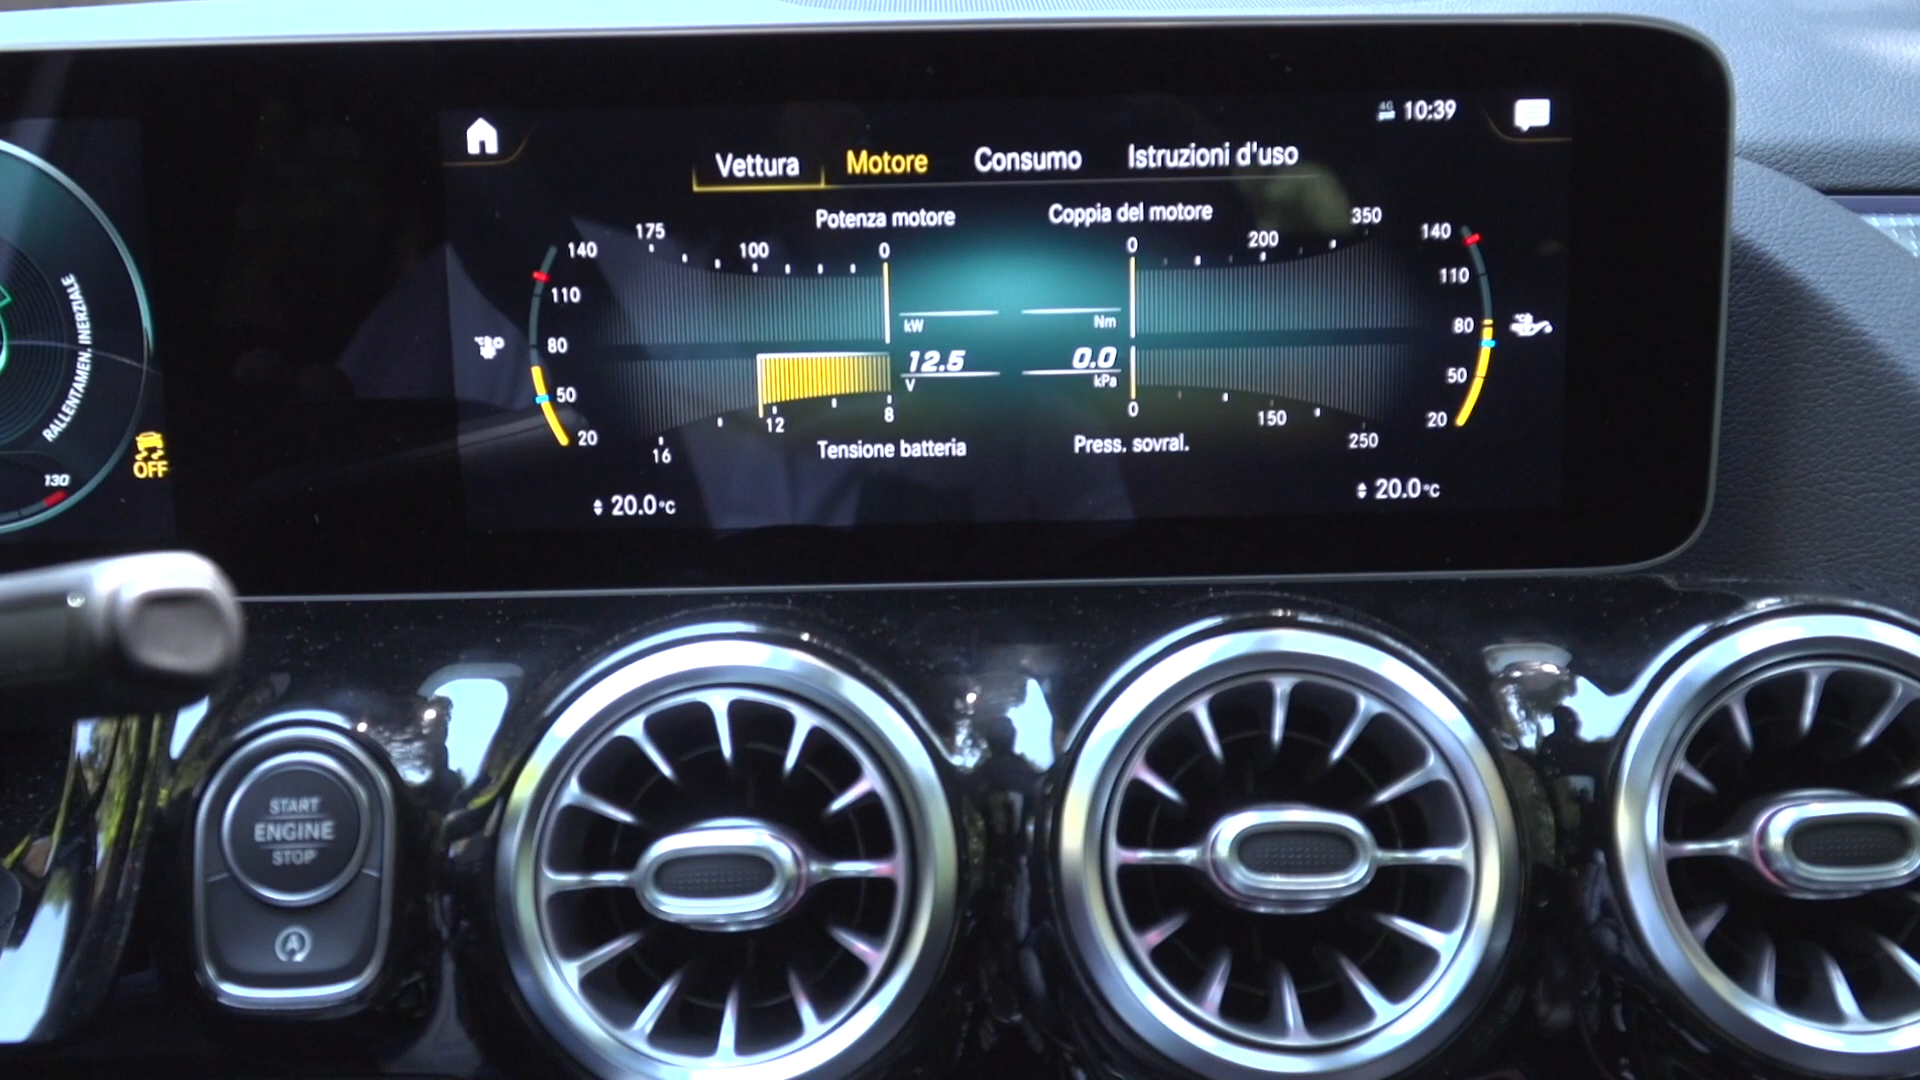 4G 10:39
Vettura Motore Consumo Istruzioni d'uso
Potenza motore Coppia del motore
175 100 0 0 200 350
140 110 80 50 20
140 110 80 50 20
kW Nm
12.5 0.0
V kPa
16 12 8 0 150 250
Tensione batteria Press. sovral.
20.0°C 20.0°C
RALLENTAMEN. INERZIALE
OFF
130
START
ENGINE
STOP
A